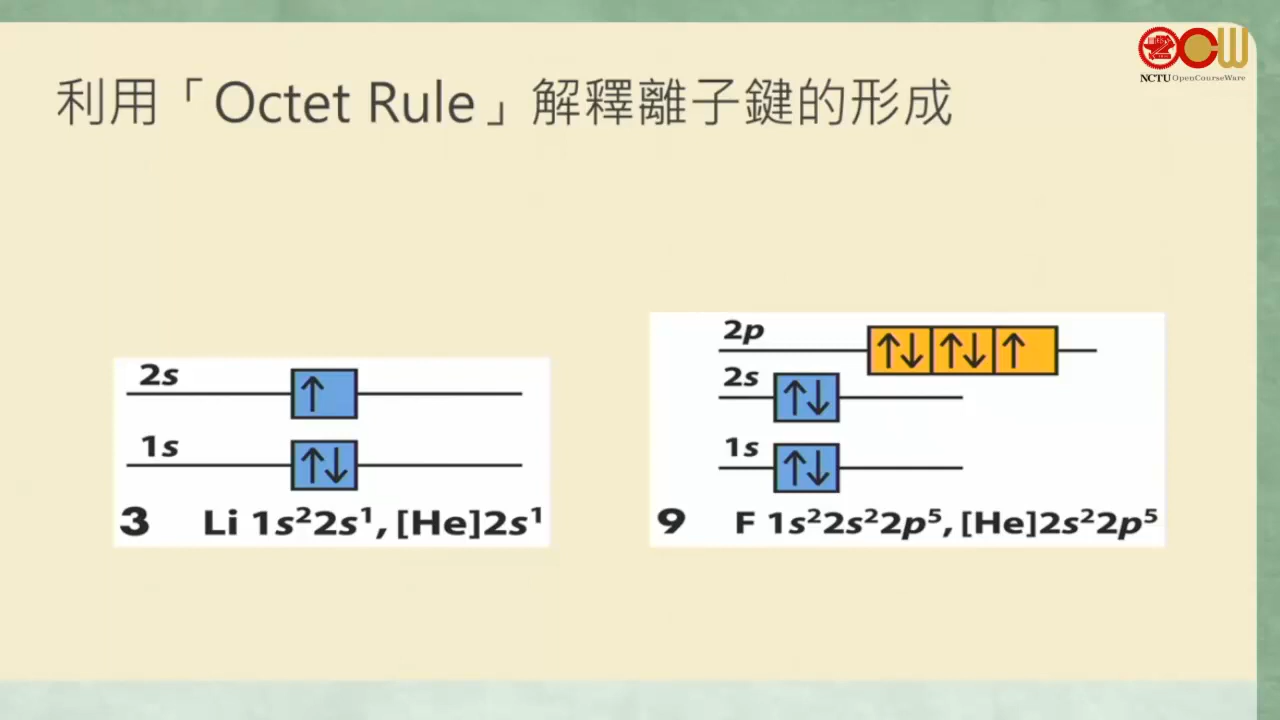 利用「Octet Rule」解釋離子鍵的形成
OCW
NCTU OpenCourseWare
2s
↑
1s
↑↓
3 Li 1s²2s¹, [He]2s¹
2p
↑↓ ↑↓ ↑
2s
↑↓
1s
↑↓
9 F 1s²2s²2p⁵, [He]2s²2p⁵